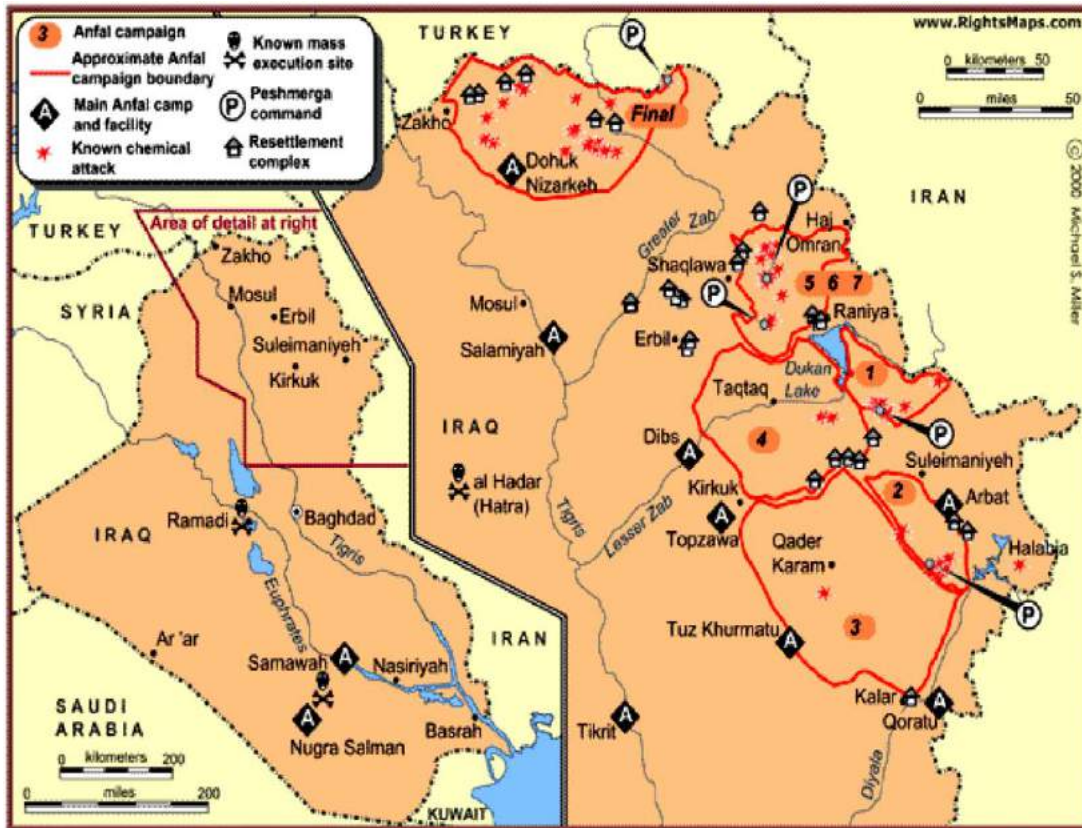 3 Anfal campaign
Approximate Anfal
campaign boundary
A Main Anfal camp
and facility
Known chemical
attack
Known mass
execution site
P Peshmerga
command
Resettlement
complex
www.RightsMaps.com
0 kilometers 50
0 miles 50
© 2000 Michael S. Miller
TURKEY
P
Zakho
Final
A Dohuk
Nizarkeh
IRAN
Greater Zab
Haj
Omran
P
Shaqlawa
5 6 7
P
Raniya
Mosul
A
Salamiyah
Erbil
Dukan
Lake
1
Taqtaq
P
IRAQ
4
Dibs
A
Suleimaniyeh
al Hadar
(Hatra)
Kirkuk
2
A Arbat
A
Topzawa
Tigris
Lesser Zab
Halabja
Qader
Karam
P
Tuz Khurmatu
A
3
Kalar
A
Qoratu
Tikrit
A
Diyala
Area of detail at right
TURKEY
Zakho
SYRIA
Mosul
Erbil
Suleimaniyeh
Kirkuk
IRAQ
Ramadi
Baghdad
Tigris
Euphrates
IRAN
Ar 'ar
Samawah
A
Nasiriyah
SAUDI
ARABIA
A
Nugra Salman
Basrah
0 kilometers 200
0 miles 200
KUWAIT